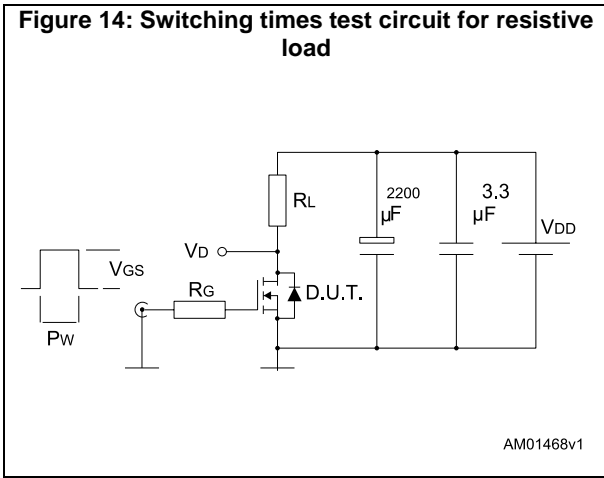 Figure 14: Switching times test circuit for resistive
load
RL
2200
µF
3.3
µF
VDD
VD
VGS
RG
D.U.T.
PW
AM01468v1